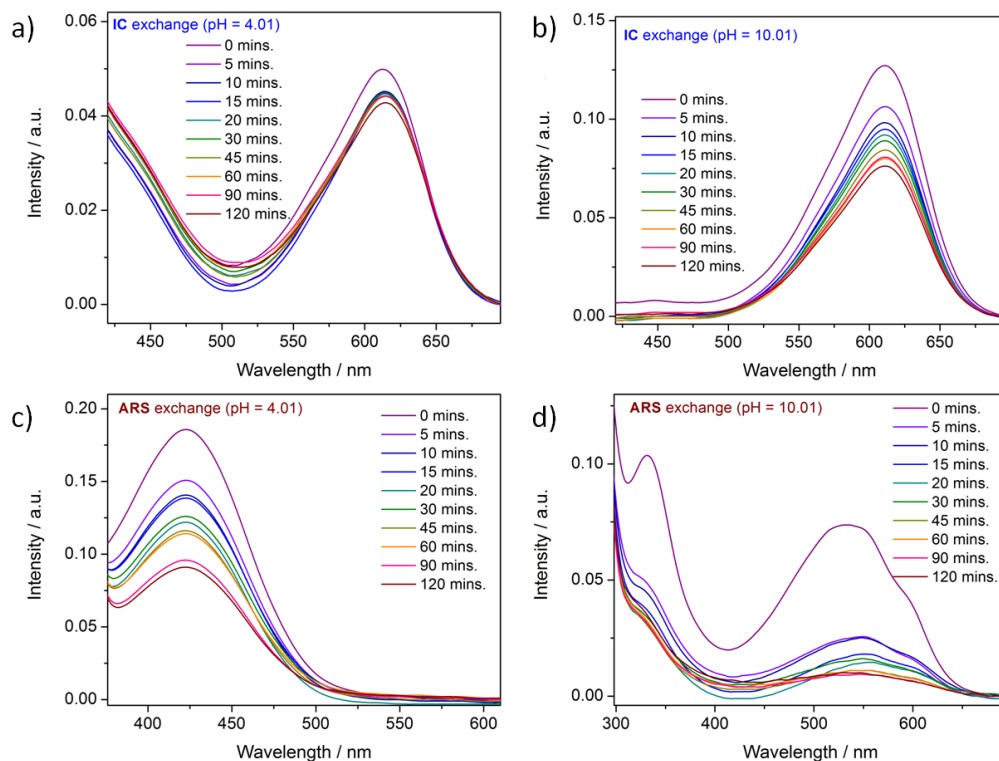 a)
IC exchange (pH = 4.01)
0 mins.
5 mins.
10 mins.
15 mins.
20 mins.
30 mins.
45 mins.
60 mins.
90 mins.
120 mins.
0.06
0.04
0.02
0.00
Intensity / a.u.
450
500
550
600
650
Wavelength / nm
b)
IC exchange (pH = 10.01)
0 mins.
5 mins.
10 mins.
15 mins.
20 mins.
30 mins.
45 mins.
60 mins.
90 mins.
120 mins.
0.15
0.10
0.05
0.00
Intensity / a.u.
450
500
550
600
650
Wavelength / nm
c)
ARS exchange (pH = 4.01)
0 mins.
5 mins.
10 mins.
15 mins.
20 mins.
30 mins.
45 mins.
60 mins.
90 mins.
120 mins.
0.20
0.15
0.10
0.05
0.00
Intensity / a.u.
400
450
500
550
600
Wavelength / nm
d)
ARS exchange (pH = 10.01)
0 mins.
5 mins.
10 mins.
15 mins.
20 mins.
30 mins.
45 mins.
60 mins.
90 mins.
120 mins.
0.10
0.05
0.00
Intensity / a.u.
300
400
500
600
Wavelength / nm